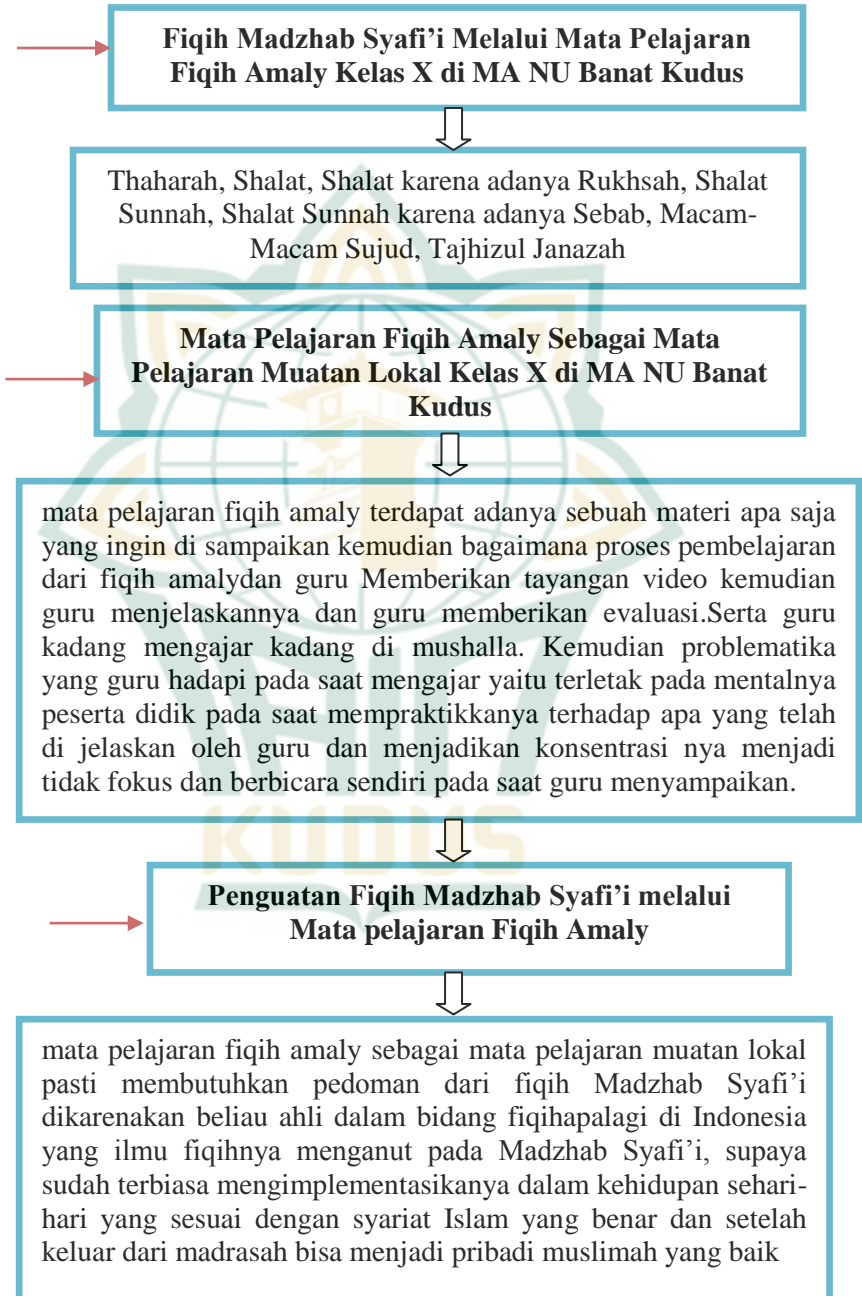 Fiqih Madzhab Syafi’i Melalui Mata Pelajaran
Fiqih Amaly Kelas X di MA NU Banat Kudus
Thaharah, Shalat, Shalat karena adanya Rukhsah, Shalat
Sunnah, Shalat Sunnah karena adanya Sebab, Macam-
Macam Sujud, Tajhizul Janazah
Mata Pelajaran Fiqih Amaly Sebagai Mata
Pelajaran Muatan Lokal Kelas X di MA NU Banat
Kudus
mata pelajaran fiqih amaly terdapat adanya sebuah materi apa saja
yang ingin di sampaikan kemudian bagaimana proses pembelajaran
dari fiqih amalydan guru Memberikan tayangan video kemudian
guru menjelaskannya dan guru memberikan evaluasi.Serta guru
kadang mengajar kadang di mushalla. Kemudian problematika
yang guru hadapi pada saat mengajar yaitu terletak pada mentalnya
peserta didik pada saat mempraktikkanya terhadap apa yang telah
di jelaskan oleh guru dan menjadikan konsentrasi nya menjadi
tidak fokus dan berbicara sendiri pada saat guru menyampaikan.
KUDUS
Penguatan Fiqih Madzhab Syafi’i melalui
Mata pelajaran Fiqih Amaly
mata pelajaran fiqih amaly sebagai mata pelajaran muatan lokal
pasti membutuhkan pedoman dari fiqih Madzhab Syafi’i
dikarenakan beliau ahli dalam bidang fiqihapalagi di Indonesia
yang ilmu fiqihnya menganut pada Madzhab Syafi’i, supaya
sudah terbiasa mengimplementasikanya dalam kehidupan sehari-
hari yang sesuai dengan syariat Islam yang benar dan setelah
keluar dari madrasah bisa menjadi pribadi muslimah yang baik